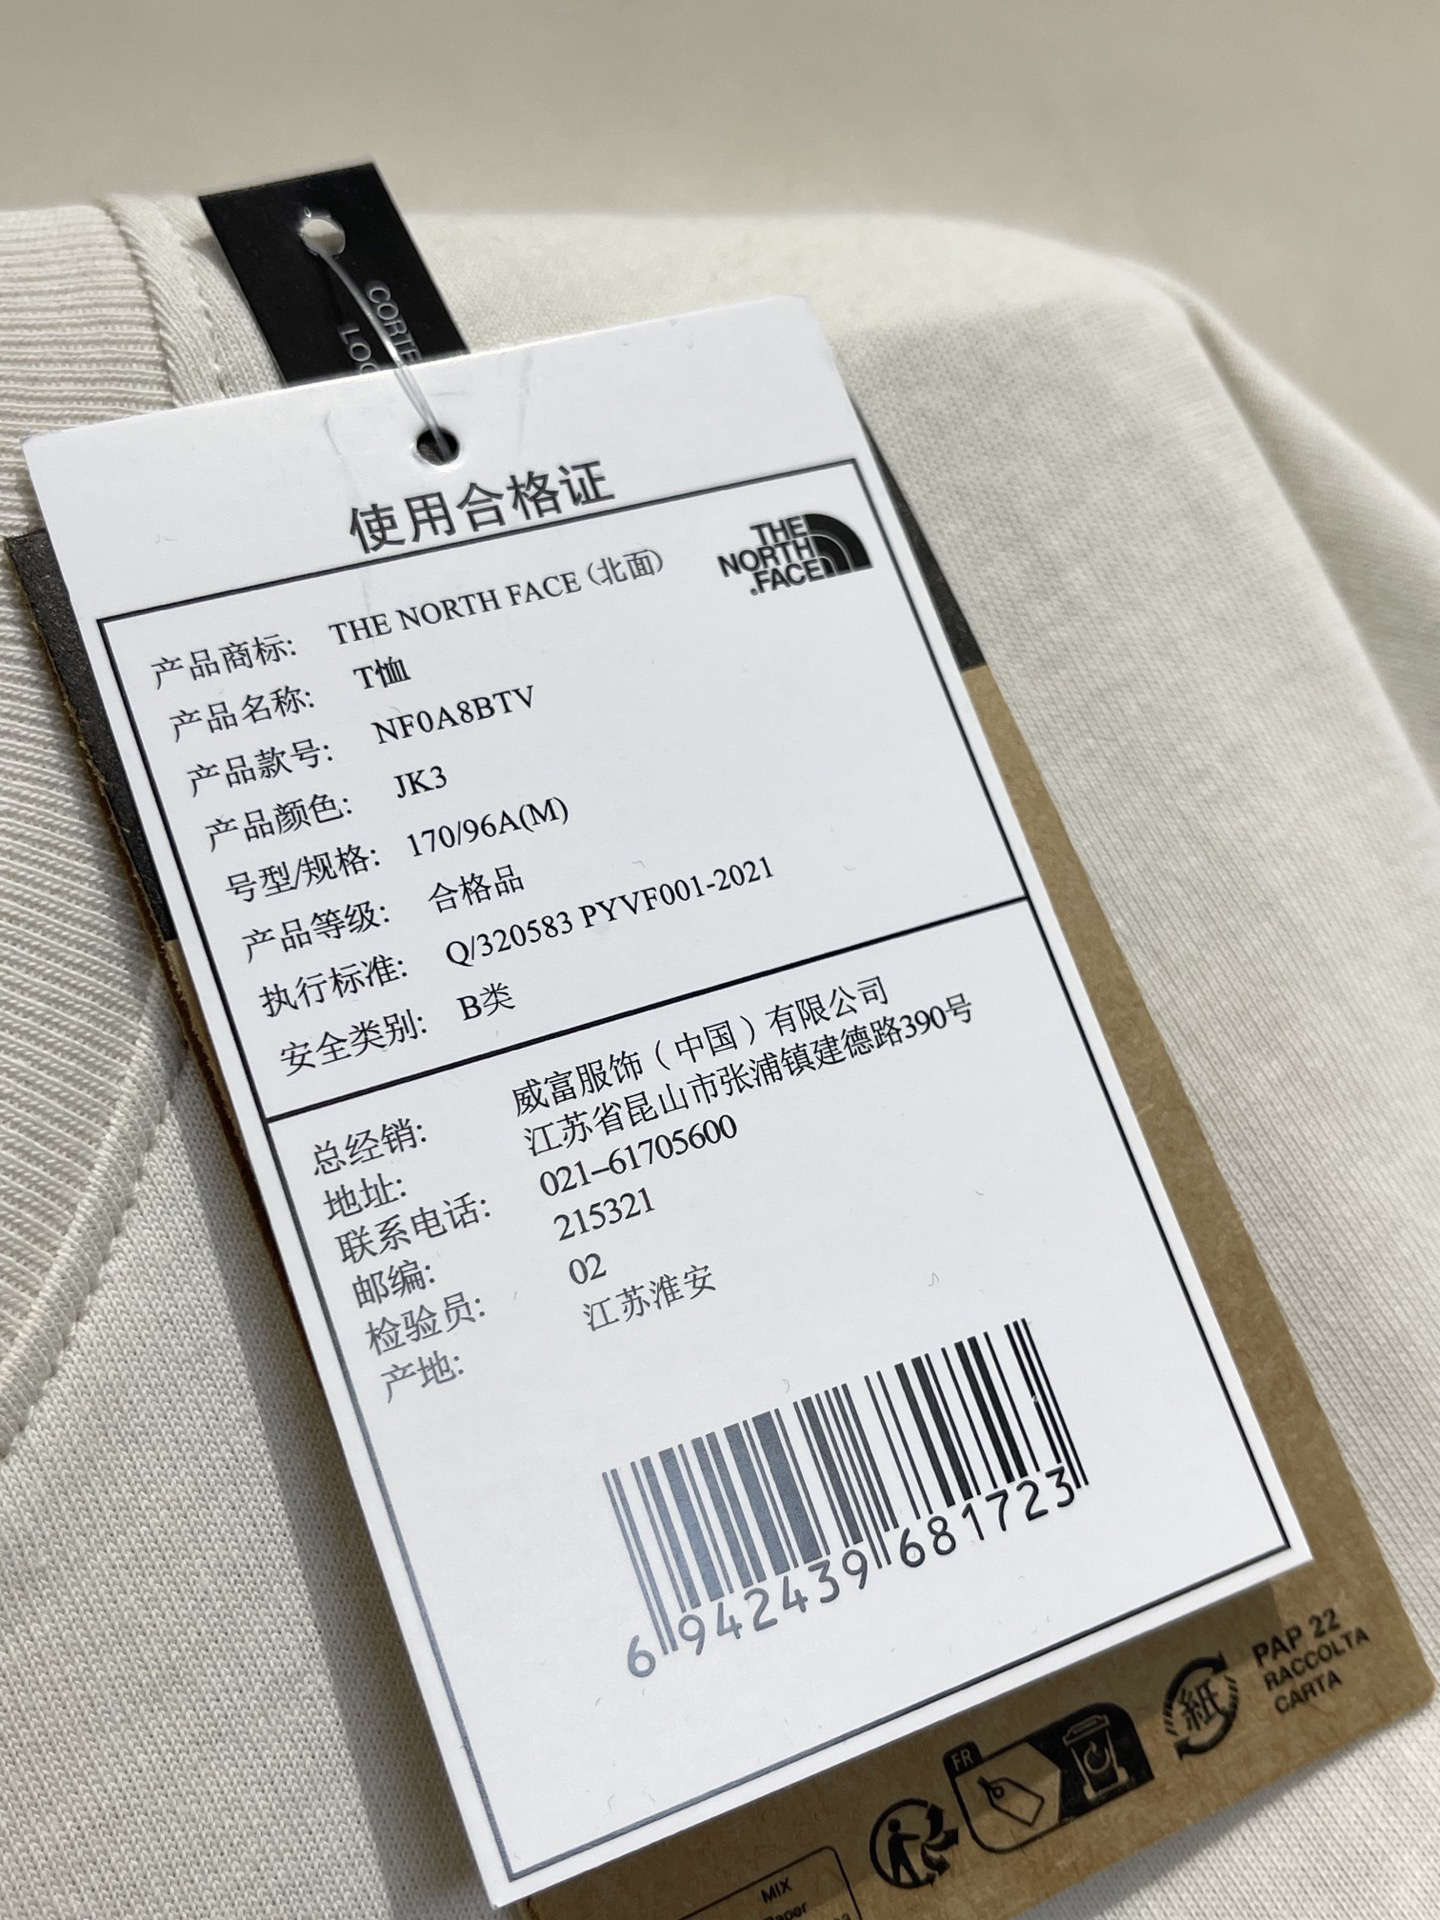 CORTE
LOO
使用合格证
THE
NORTH
FACE
产品商标: THE NORTH FACE (北面)
产品名称: T恤
产品款号: NF0A8BTV
产品颜色: JK3
号型/规格: 170/96A(M)
产品等级: 合格品
执行标准: Q/320583 PYVF001-2021
安全类别: B类
总经销: 威富服饰(中国)有限公司
地址: 江苏省昆山市张浦镇建德路390号
联系电话: 021-61705600
邮编: 215321
检验员: 02
产地: 江苏淮安
6 942439 681723
PAP 22
RACCOLTA
CARTA
紙
FR
MIX